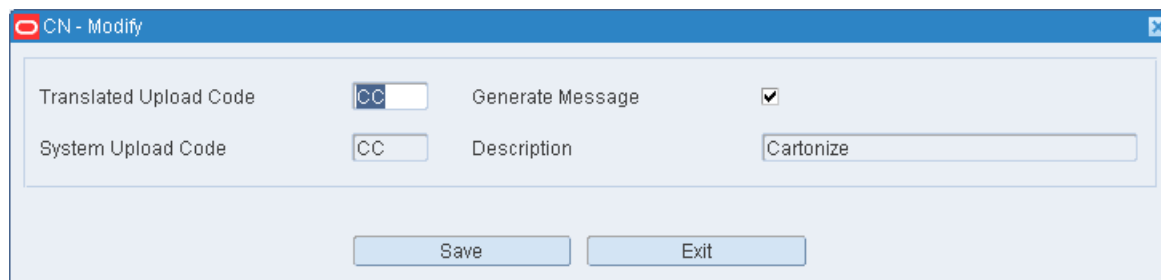 CN - Modify
Translated Upload Code CC Generate Message
System Upload Code CC Description Cartonize
Save Exit